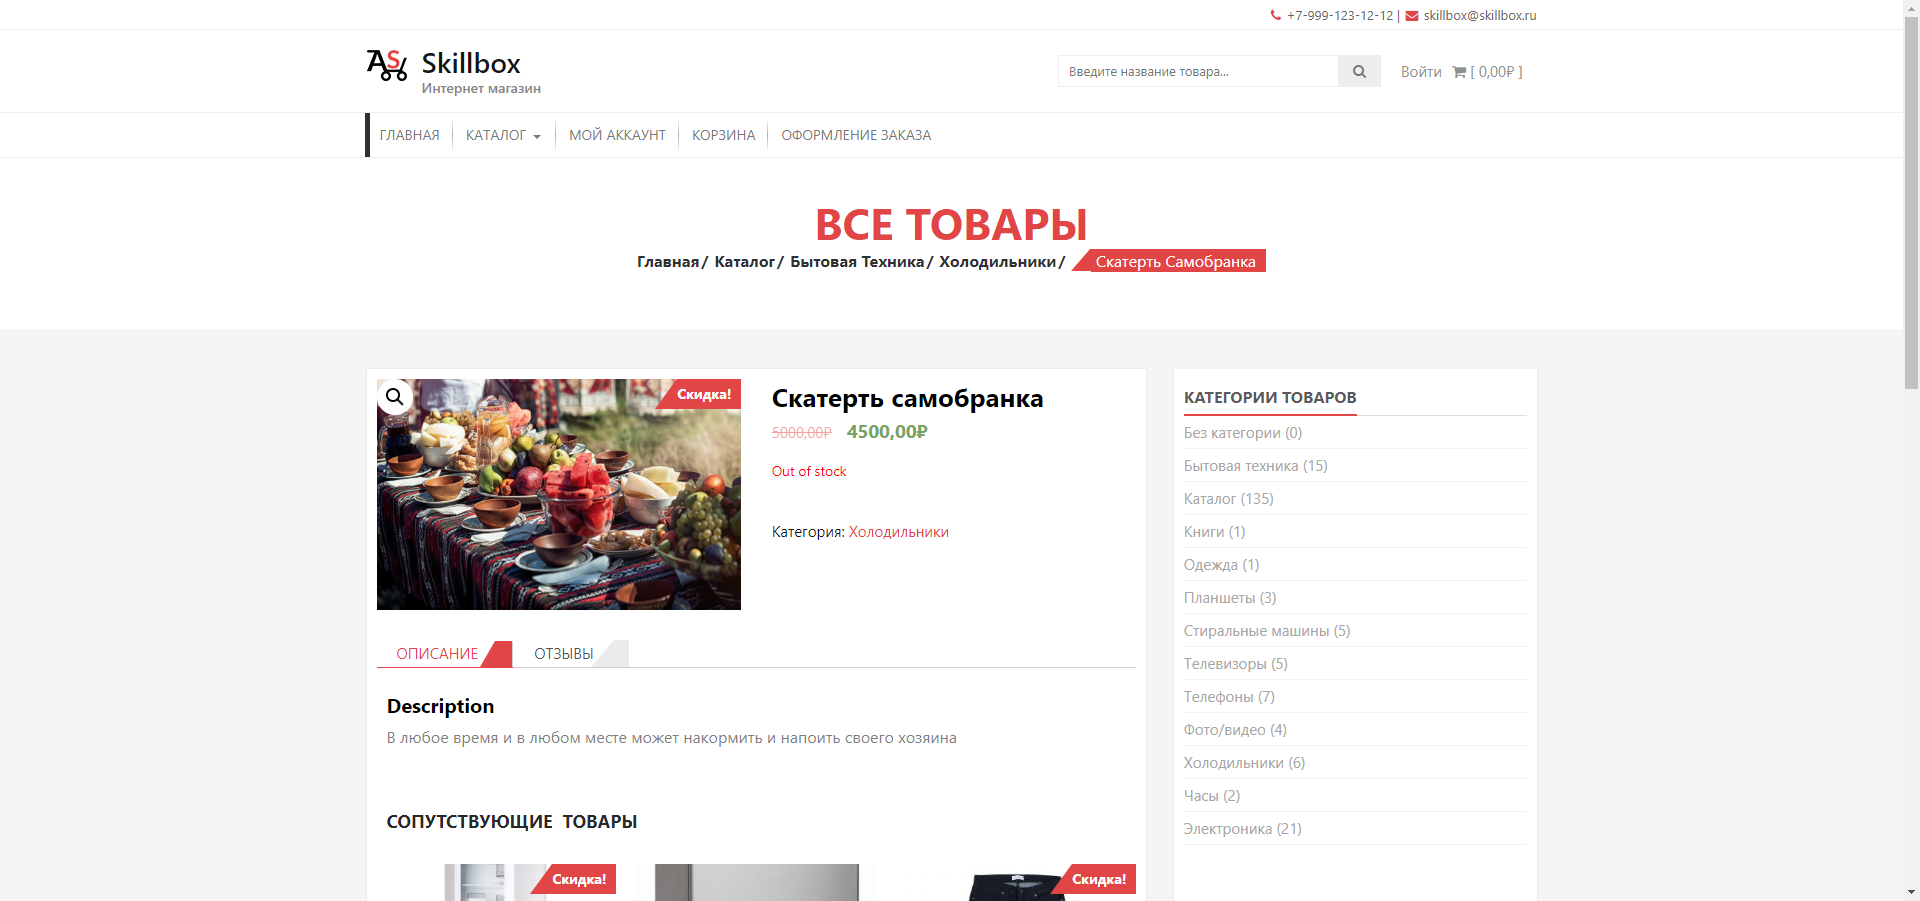 +7-999-123-12-12 | skillbox@skillbox.ru
AS
Skillbox
Интернет магазин
Введите название товара...
Войти [ 0,00₽ ]
ГЛАВНАЯ КАТАЛОГ МОЙ АККАУНТ КОРЗИНА ОФОРМЛЕНИЕ ЗАКАЗА
ВСЕ ТОВАРЫ
Главная/ Каталог/ Бытовая Техника/ Холодильники/ Скатерть Самобранка
Скидка!
Скатерть самобранка
5000,00₽ 4500,00₽
Out of stock
Категория: Холодильники
ОПИСАНИЕ ОТЗЫВЫ
Description
В любое время и в любом месте может накормить и напоить своего хозяина
СОПУТСТВУЮЩИЕ ТОВАРЫ
Скидка!
Скидка!
КАТЕГОРИИ ТОВАРОВ
Без категории (0)
Бытовая техника (15)
Каталог (135)
Книги (1)
Одежда (1)
Планшеты (3)
Стиральные машины (5)
Телевизоры (5)
Телефоны (7)
Фото/видео (4)
Холодильники (6)
Часы (2)
Электроника (21)